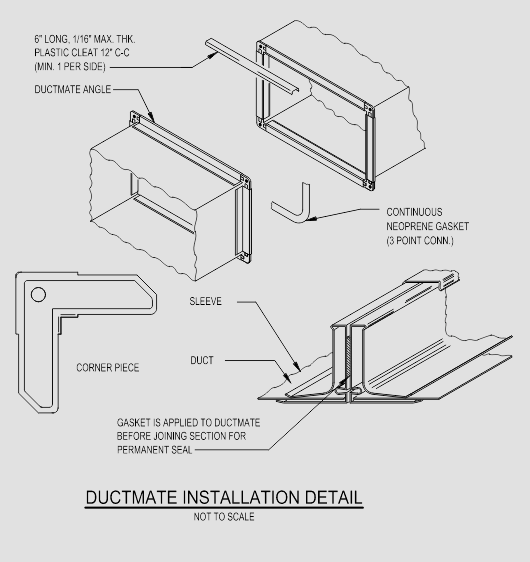 6" LONG, 1/16" MAX. THK.
PLASTIC CLEAT 12" C-C
(MIN. 1 PER SIDE)
DUCTMATE ANGLE
CONTINUOUS
NEOPRENE GASKET
(3 POINT CONN.)
SLEEVE
DUCT
CORNER PIECE
GASKET IS APPLIED TO DUCTMATE
BEFORE JOINING SECTION FOR
PERMANENT SEAL
DUCTMATE INSTALLATION DETAIL
NOT TO SCALE